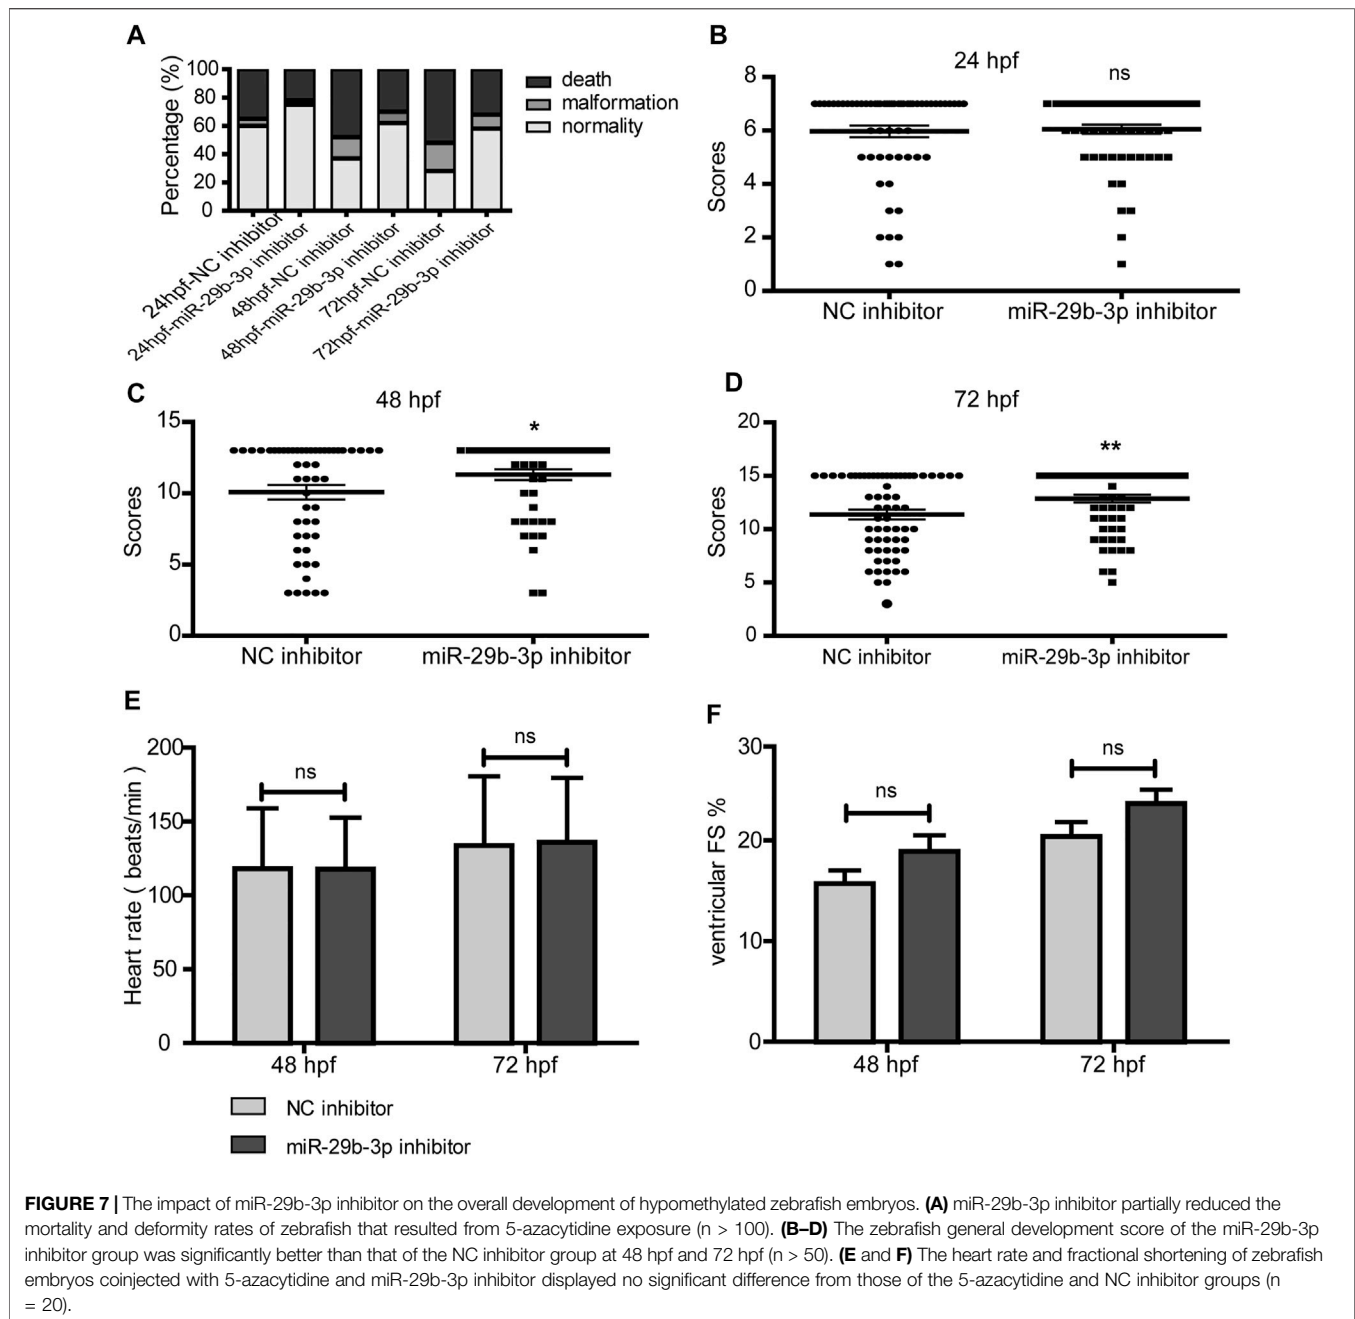 A
Percentage (%)
100
80
60
40
20
0
death
malformation
normality
24hpf-NC inhibitor
24hpf-miR-29b-3p inhibitor
48hpf-NC inhibitor
48hpf-miR-29b-3p inhibitor
72hpf-NC inhibitor
72hpf-miR-29b-3p inhibitor
B
24 hpf
ns
Scores
8
6
4
2
0
NC inhibitor
miR-29b-3p inhibitor
C
48 hpf
*
Scores
15
10
5
0
NC inhibitor
miR-29b-3p inhibitor
D
72 hpf
**
Scores
20
15
10
5
0
NC inhibitor
miR-29b-3p inhibitor
E
Heart rate ( beats/min )
200
150
100
50
0
ns
ns
48 hpf
72 hpf
NC inhibitor
miR-29b-3p inhibitor
F
ventricular FS %
30
20
10
0
ns
ns
48 hpf
72 hpf
FIGURE 7 | The impact of miR-29b-3p inhibitor on the overall development of hypomethylated zebrafish embryos. (A) miR-29b-3p inhibitor partially reduced the
mortality and deformity rates of zebrafish that resulted from 5-azacytidine exposure (n > 100). (B–D) The zebrafish general development score of the miR-29b-3p
inhibitor group was significantly better than that of the NC inhibitor group at 48 hpf and 72 hpf (n > 50). (E and F) The heart rate and fractional shortening of zebrafish
embryos coinjected with 5-azacytidine and miR-29b-3p inhibitor displayed no significant difference from those of the 5-azacytidine and NC inhibitor groups (n
= 20).